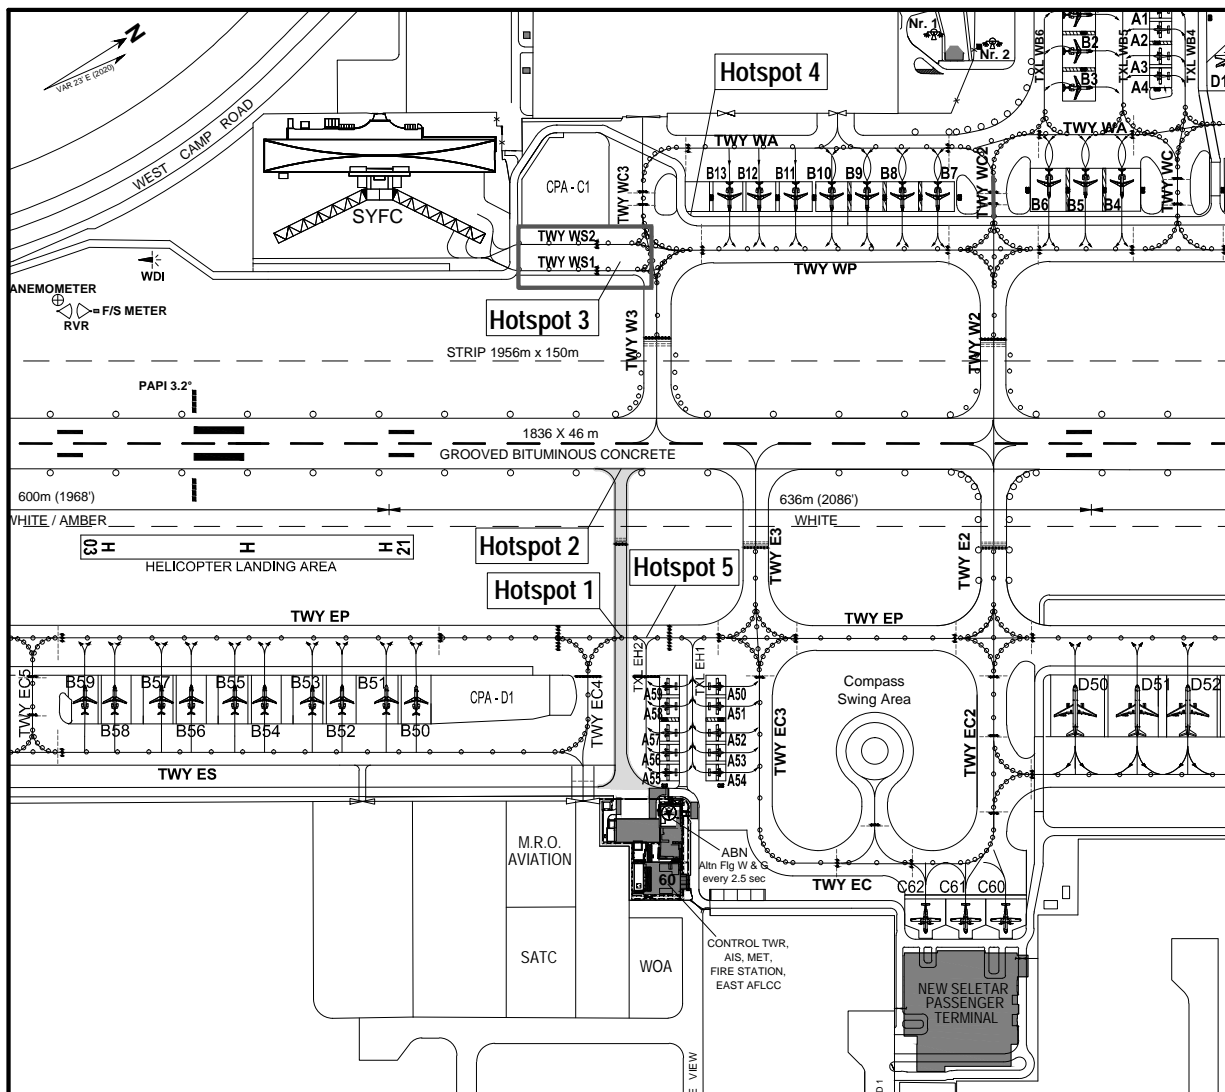 N
VAR 23' E (2020)
WEST CAMP ROAD
Nr. 1
Nr. 2
TXL WB6
B2
B3
TXL WB5
A1
A2
A3
A4
TXL WB4
D1
Hotspot 4
TWY WA
TWY WA
CPA - C1
TWY WC3
B13
B12
B11
B10
B9
B8
B7
TWY WC2
B6
B5
B4
TWY WC
SYFC
TWY WS2
TWY WS1
TWY WP
WDI
ANEMOMETER
F/S METER
RVR
Hotspot 3
TWY W3
TWY W2
STRIP 1956m x 150m
PAPI 3.2°
1836 X 46 m
GROOVED BITUMINOUS CONCRETE
600m (1968')
636m (2086')
WHITE / AMBER
WHITE
03 H
H
H 21
HELICOPTER LANDING AREA
Hotspot 2
Hotspot 1
Hotspot 5
TWY E3
TWY E2
TWY EP
TWY EP
TWY EC5
B59
B57
B55
B53
B51
B58
B56
B54
B52
B50
CPA - D1
TWY EC4
TXL EH2
TXL EH1
A59
A58
A57
A56
A55
A50
A51
A52
A53
A54
TWY EC3
Compass
Swing Area
TWY EC2
D50
D51
D52
TWY ES
M.R.O.
AVIATION
SATC
WOA
60
ABN
Altn Flg W & G
every 2.5 sec
TWY EC
C62
C61
C60
CONTROL TWR,
AIS, MET,
FIRE STATION,
EAST AFLCC
NEW SELETAR
PASSENGER
TERMINAL
E VIEW
D 1